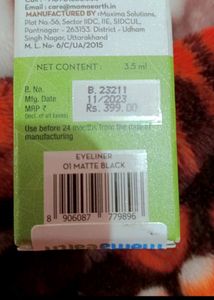 Email : care@mamaearth.in
MANUFACTURED BY : Maxima Solutions,
Plot No.-56, Sector IIDC, IIE, SIDCUL,
Pantnagar - 263153 District - Udham
Singh Nagar, Uttarakhand
M. L. No- 6/C/UA/2015
NET CONTENT : 3.5 ml
B. No. B. 23211
Mfg. Date 11/2023
MRP ₹ Rs. 399.00
(Incl. of all taxes)
Use before 24 months from the date of
manufacturing
EYELINER
01 MATTE BLACK
8 906087 779896